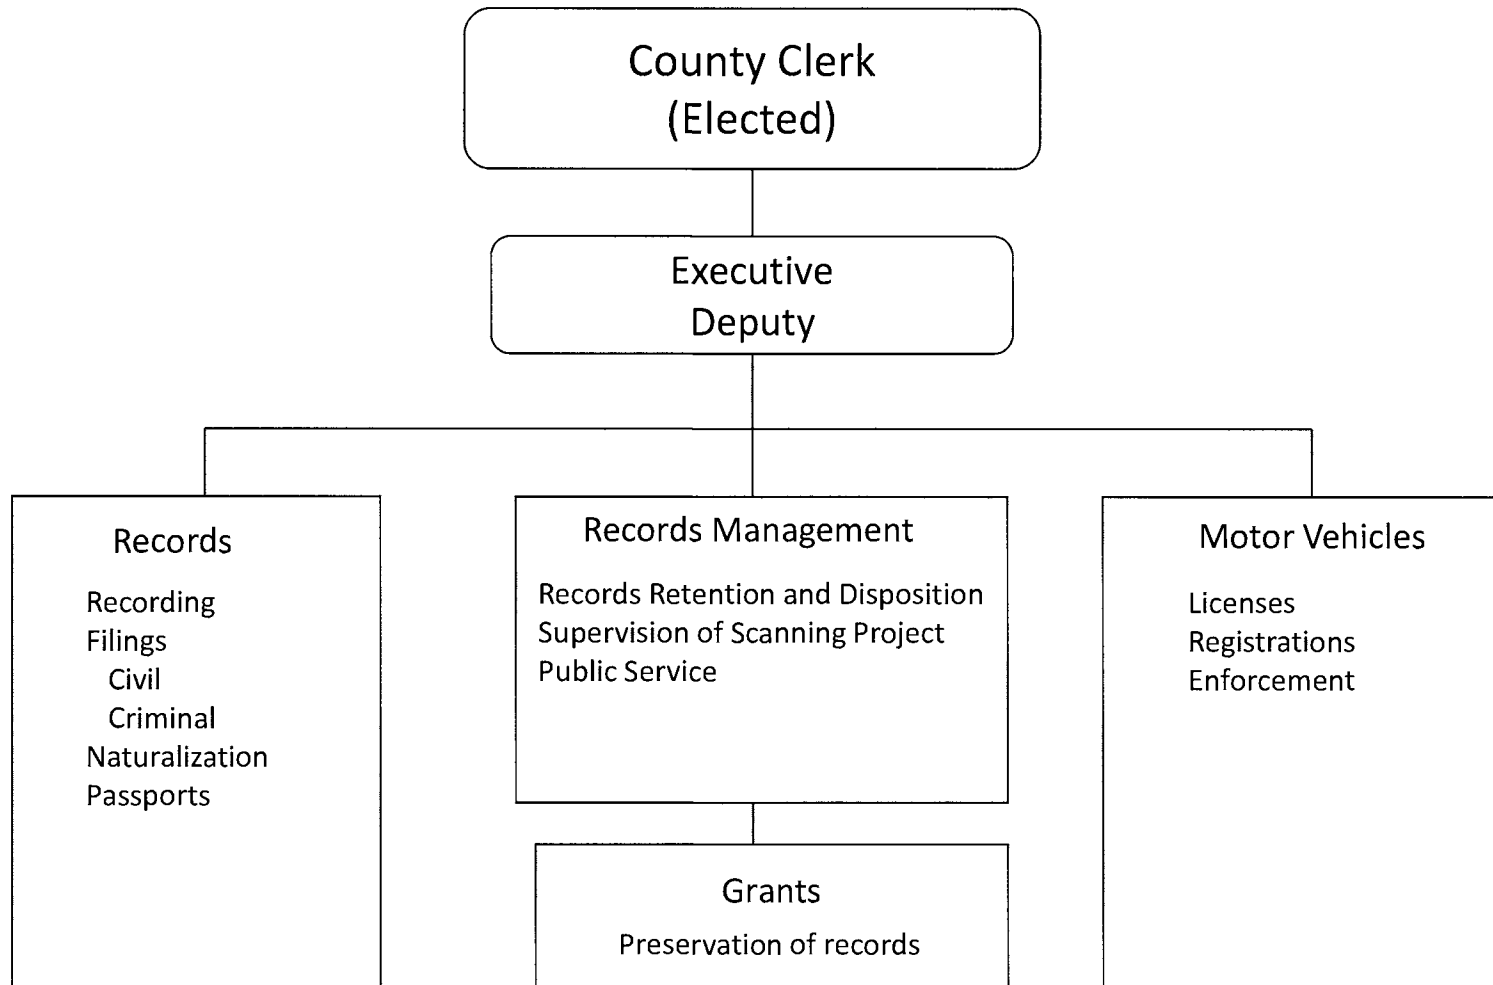 County Clerk
(Elected)
Executive
Deputy
Records
Recording
Filings
Civil
Criminal
Naturalization
Passports
Records Management
Records Retention and Disposition
Supervision of Scanning Project
Public Service
Grants
Preservation of records
Motor Vehicles
Licenses
Registrations
Enforcement